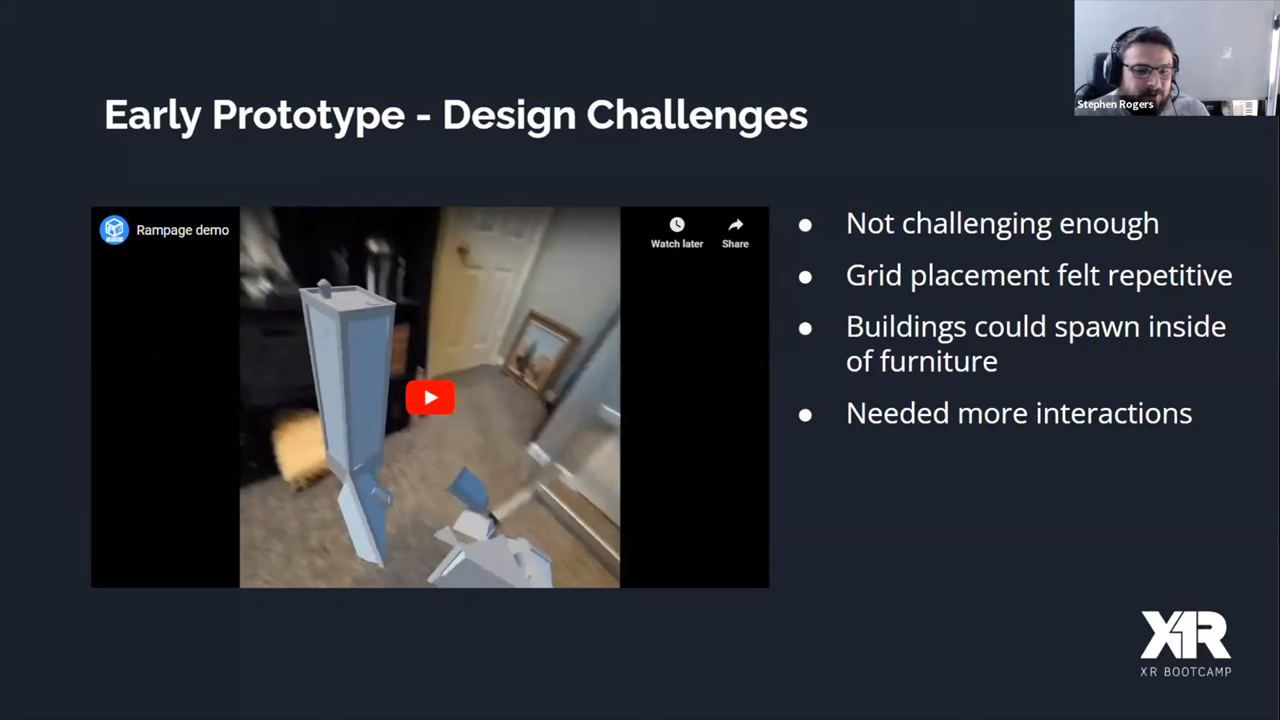 Stephen Rogers
Early Prototype - Design Challenges
Rampage demo
Watch later
Share
● Not challenging enough
● Grid placement felt repetitive
● Buildings could spawn inside
of furniture
● Needed more interactions
XR
XR BOOTCAMP